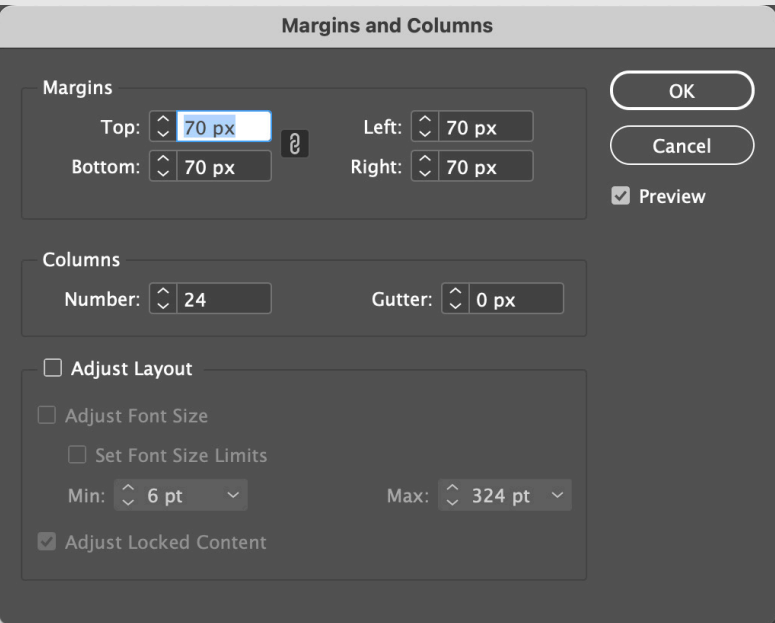 Margins and Columns
Margins
Top: 70 px
Left: 70 px
Bottom: 70 px
Right: 70 px
OK
Cancel
Preview
Columns
Number: 24
Gutter: 0 px
Adjust Layout
Adjust Font Size
Set Font Size Limits
Min: 6 pt
Max: 324 pt
Adjust Locked Content